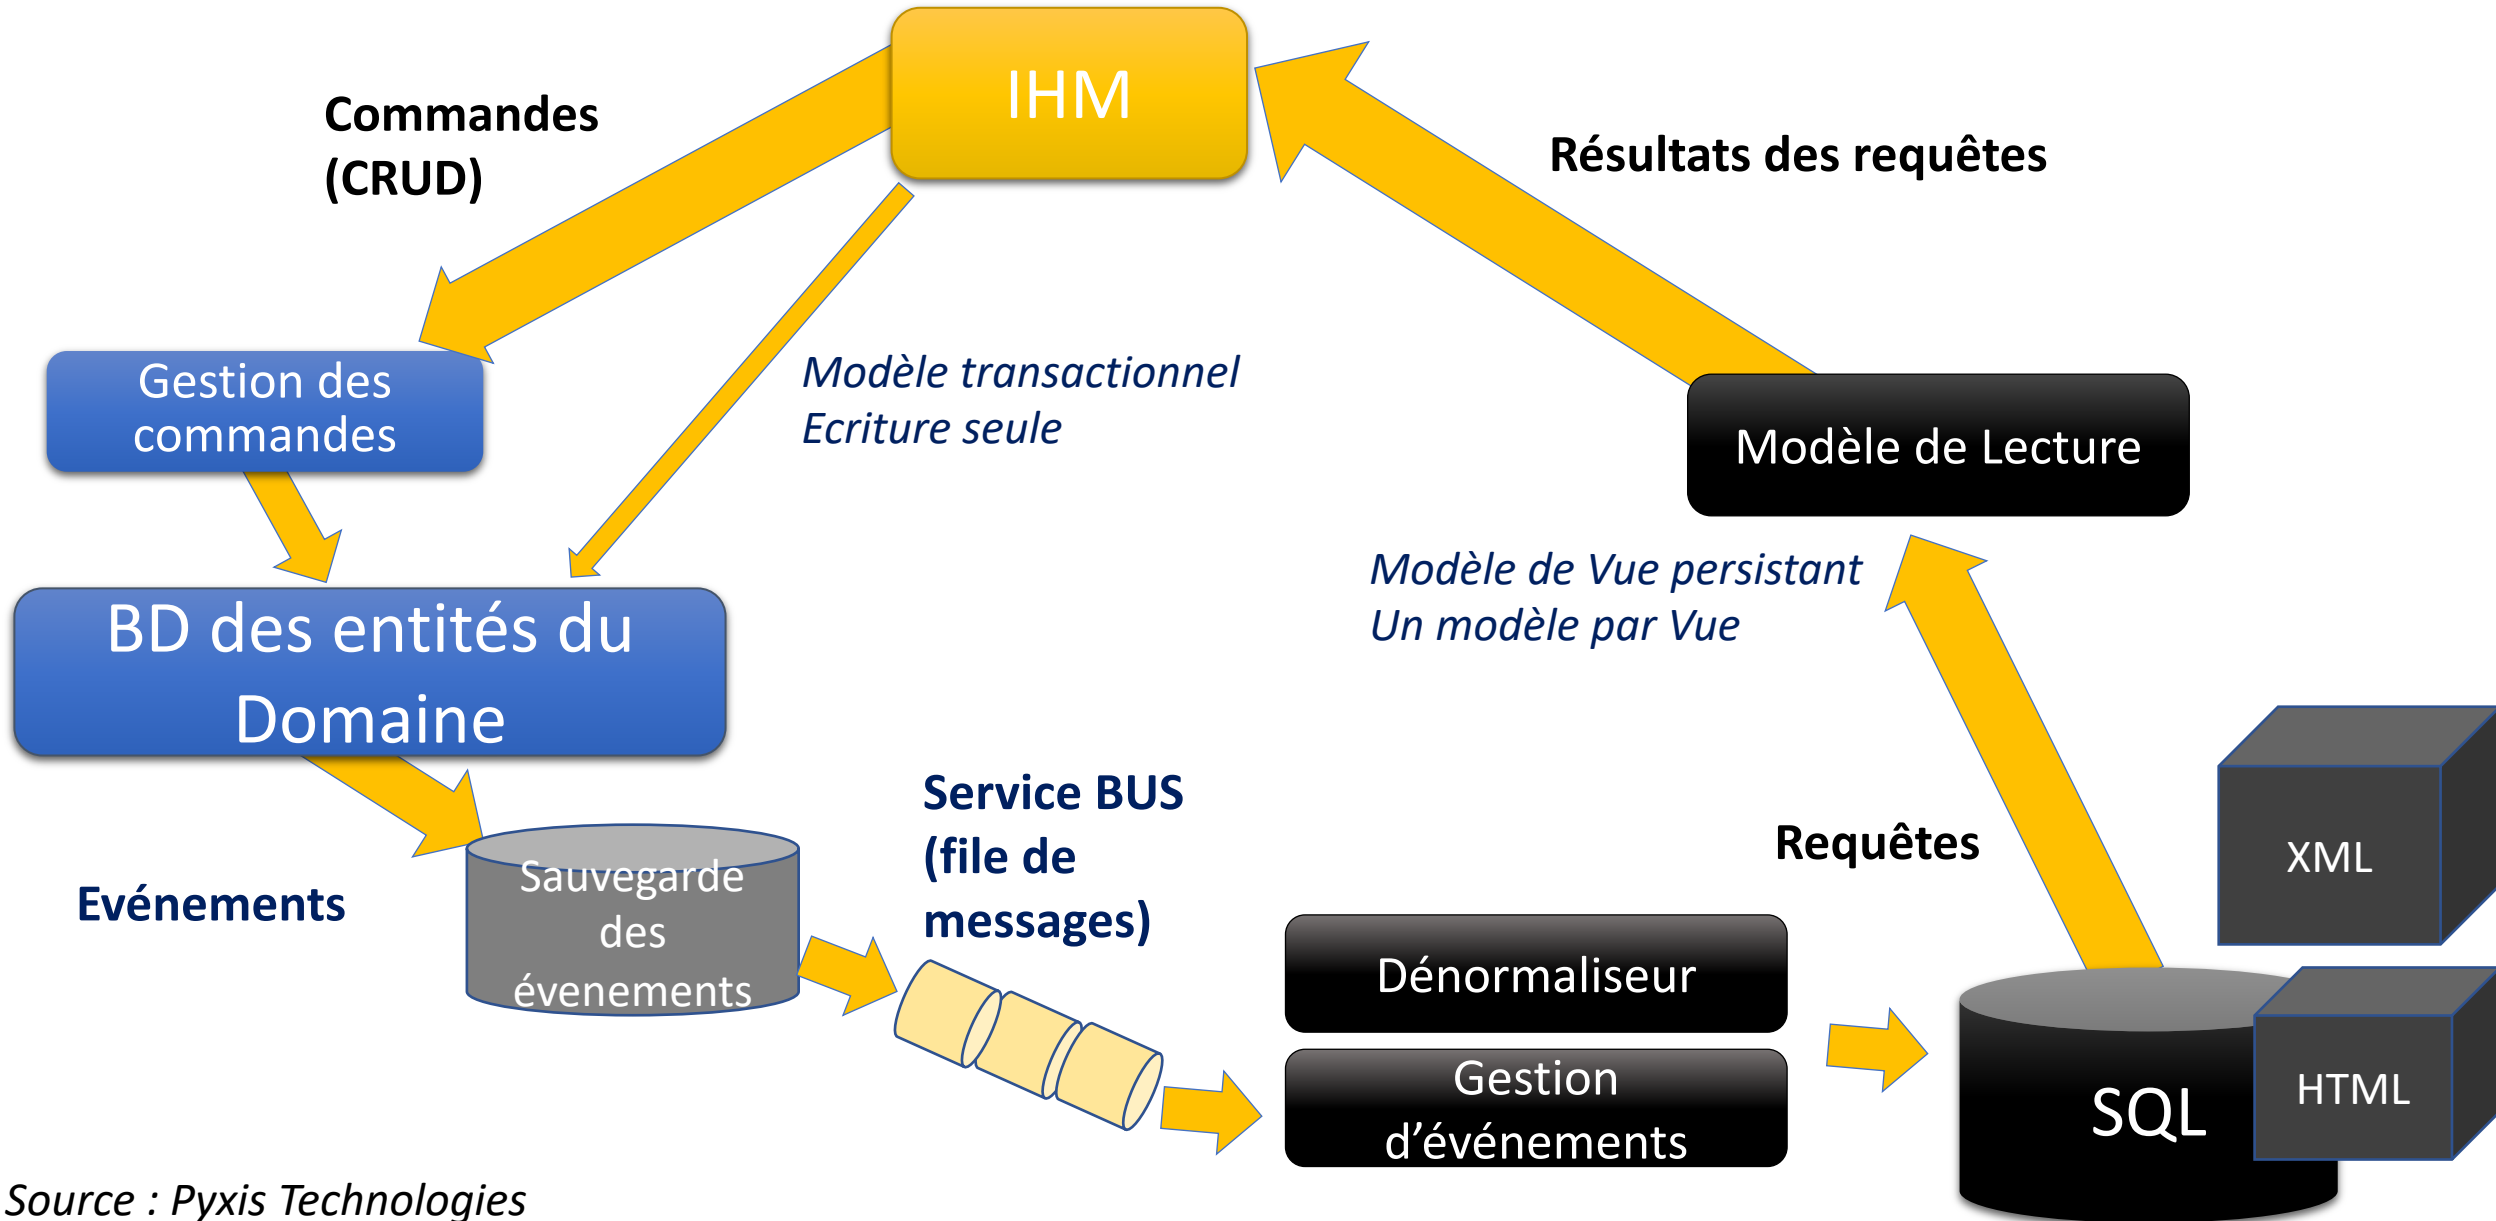 IHM
Commandes
(CRUD)
Résultats des requêtes
Gestion des
commandes
Modèle transactionnel
Ecriture seule
Modèle de Lecture
Modèle de Vue persistant
Un modèle par Vue
BD des entités du
Domaine
Service BUS
(file de
messages)
Evénements
Sauvegarde
des
évenements
Requêtes
XML
Dénormaliseur
Gestion
d’événements
SQL
HTML
Source : Pyxis Technologies